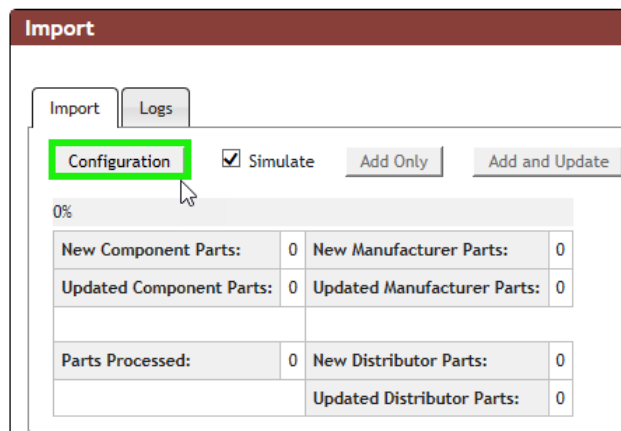 Import
Import Logs
Configuration Simulate Add Only Add and Update
0%
New Component Parts: 0 New Manufacturer Parts: 0
Updated Component Parts: 0 Updated Manufacturer Parts: 0
Parts Processed: 0 New Distributor Parts: 0
Updated Distributor Parts: 0